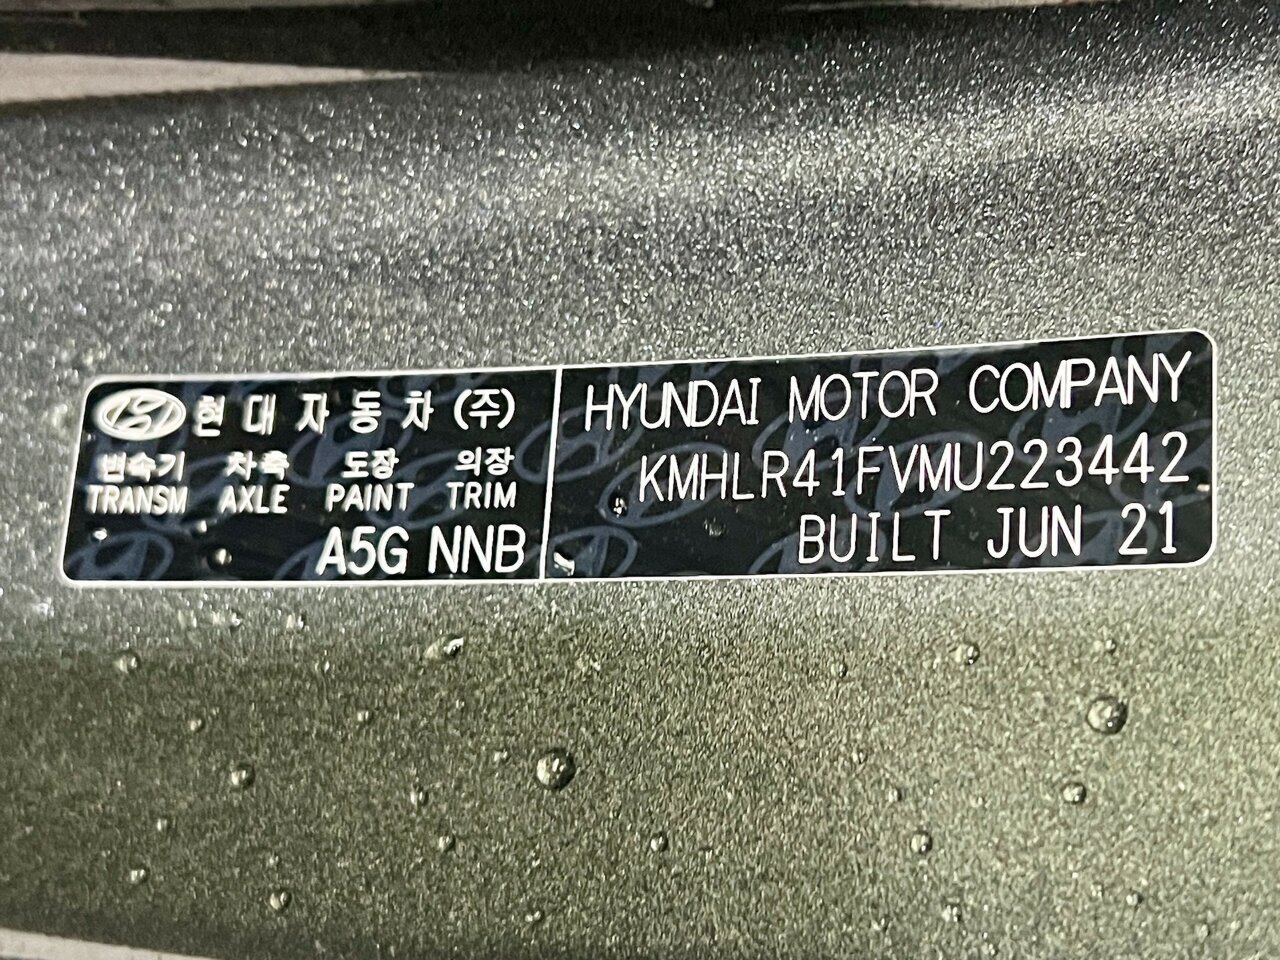 현대자동차(주)
변속기 차축 도장 의장
TRANSM AXLE PAINT TRIM
A5G NNB
HYUNDAI MOTOR COMPANY
KMHLR41FVMU223442
BUILT JUN 21